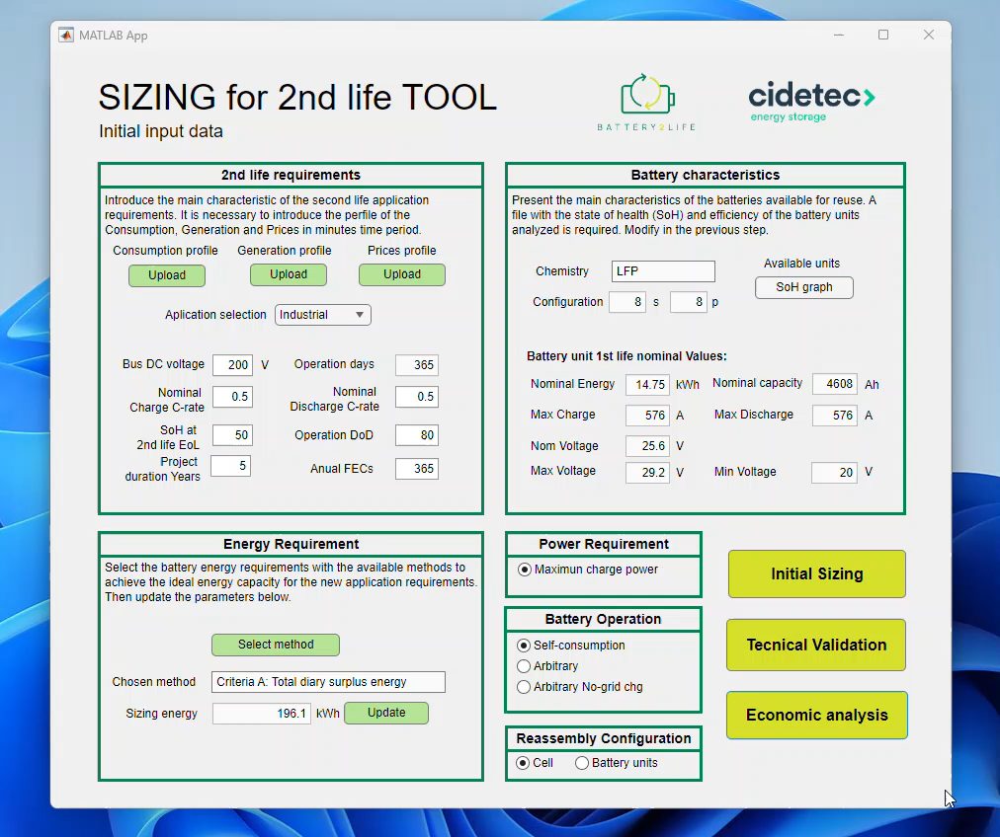 MATLAB App
SIZING for 2nd life TOOL
Initial input data
BATTERY2LIFE
cidetec
energy storage
2nd life requirements
Introduce the main characteristic of the second life application
requirements. It is necessary to introduce the perfile of the
Consumption, Generation and Prices in minutes time period.
Consumption profile Generation profile Prices profile
Upload Upload Upload
Aplication selection Industrial
Bus DC voltage 200 V Operation days 365
Nominal
Charge C-rate 0.5 Nominal
Discharge C-rate 0.5
SoH at
2nd life EoL 50 Operation DoD 80
Project
duration Years 5 Anual FECs 365
Battery characteristics
Present the main characteristics of the batteries available for reuse. A
file with the state of health (SoH) and efficiency of the battery units
analyzed is required. Modify in the previous step.
Chemistry LFP
Available units
SoH graph
Configuration 8 s 8 p
Battery unit 1st life nominal Values:
Nominal Energy 14.75 kWh Nominal capacity 4608 Ah
Max Charge 576 A Max Discharge 576 A
Nom Voltage 25.6 V
Max Voltage 29.2 V Min Voltage 20 V
Energy Requirement
Select the battery energy requirements with the available methods to
achieve the ideal energy capacity for the new application requirements.
Then update the parameters below.
Select method
Chosen method Criteria A: Total diary surplus energy
Sizing energy 196.1 kWh Update
Power Requirement
Maximun charge power
Battery Operation
Self-consumption
Arbitrary
Arbitrary No-grid chg
Reassembly Configuration
Cell Battery units
Initial Sizing
Tecnical Validation
Economic analysis